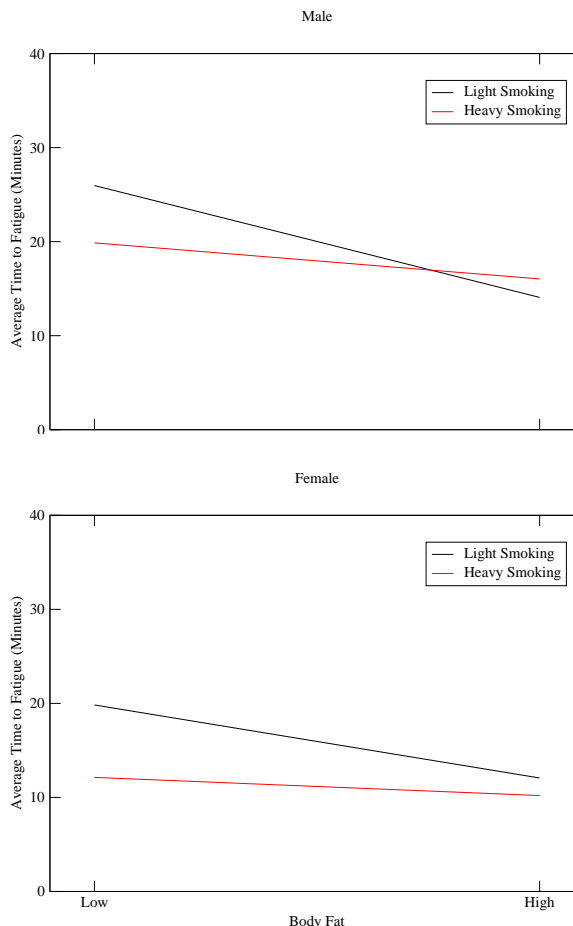 Male
40
30
20
10
0
Average Time to Fatigue (Minutes)
Light Smoking
Heavy Smoking
Female
40
30
20
10
0
Average Time to Fatigue (Minutes)
Light Smoking
Heavy Smoking
Low
High
Body Fat